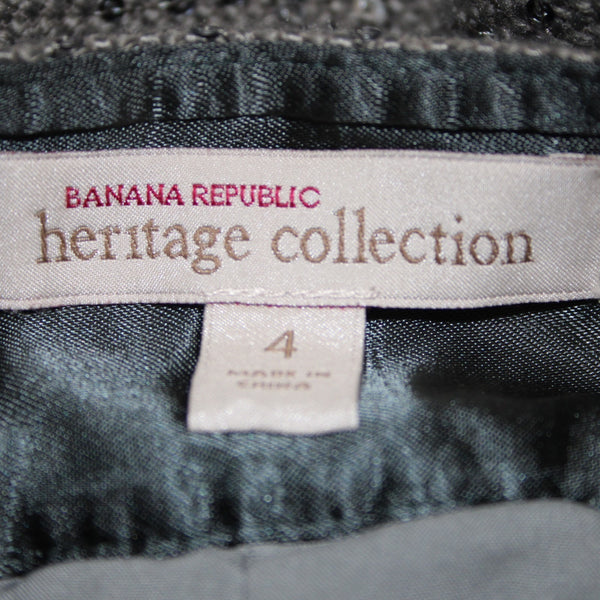 BANANA REPUBLIC
heritage collection
4
MADE IN
CHINA